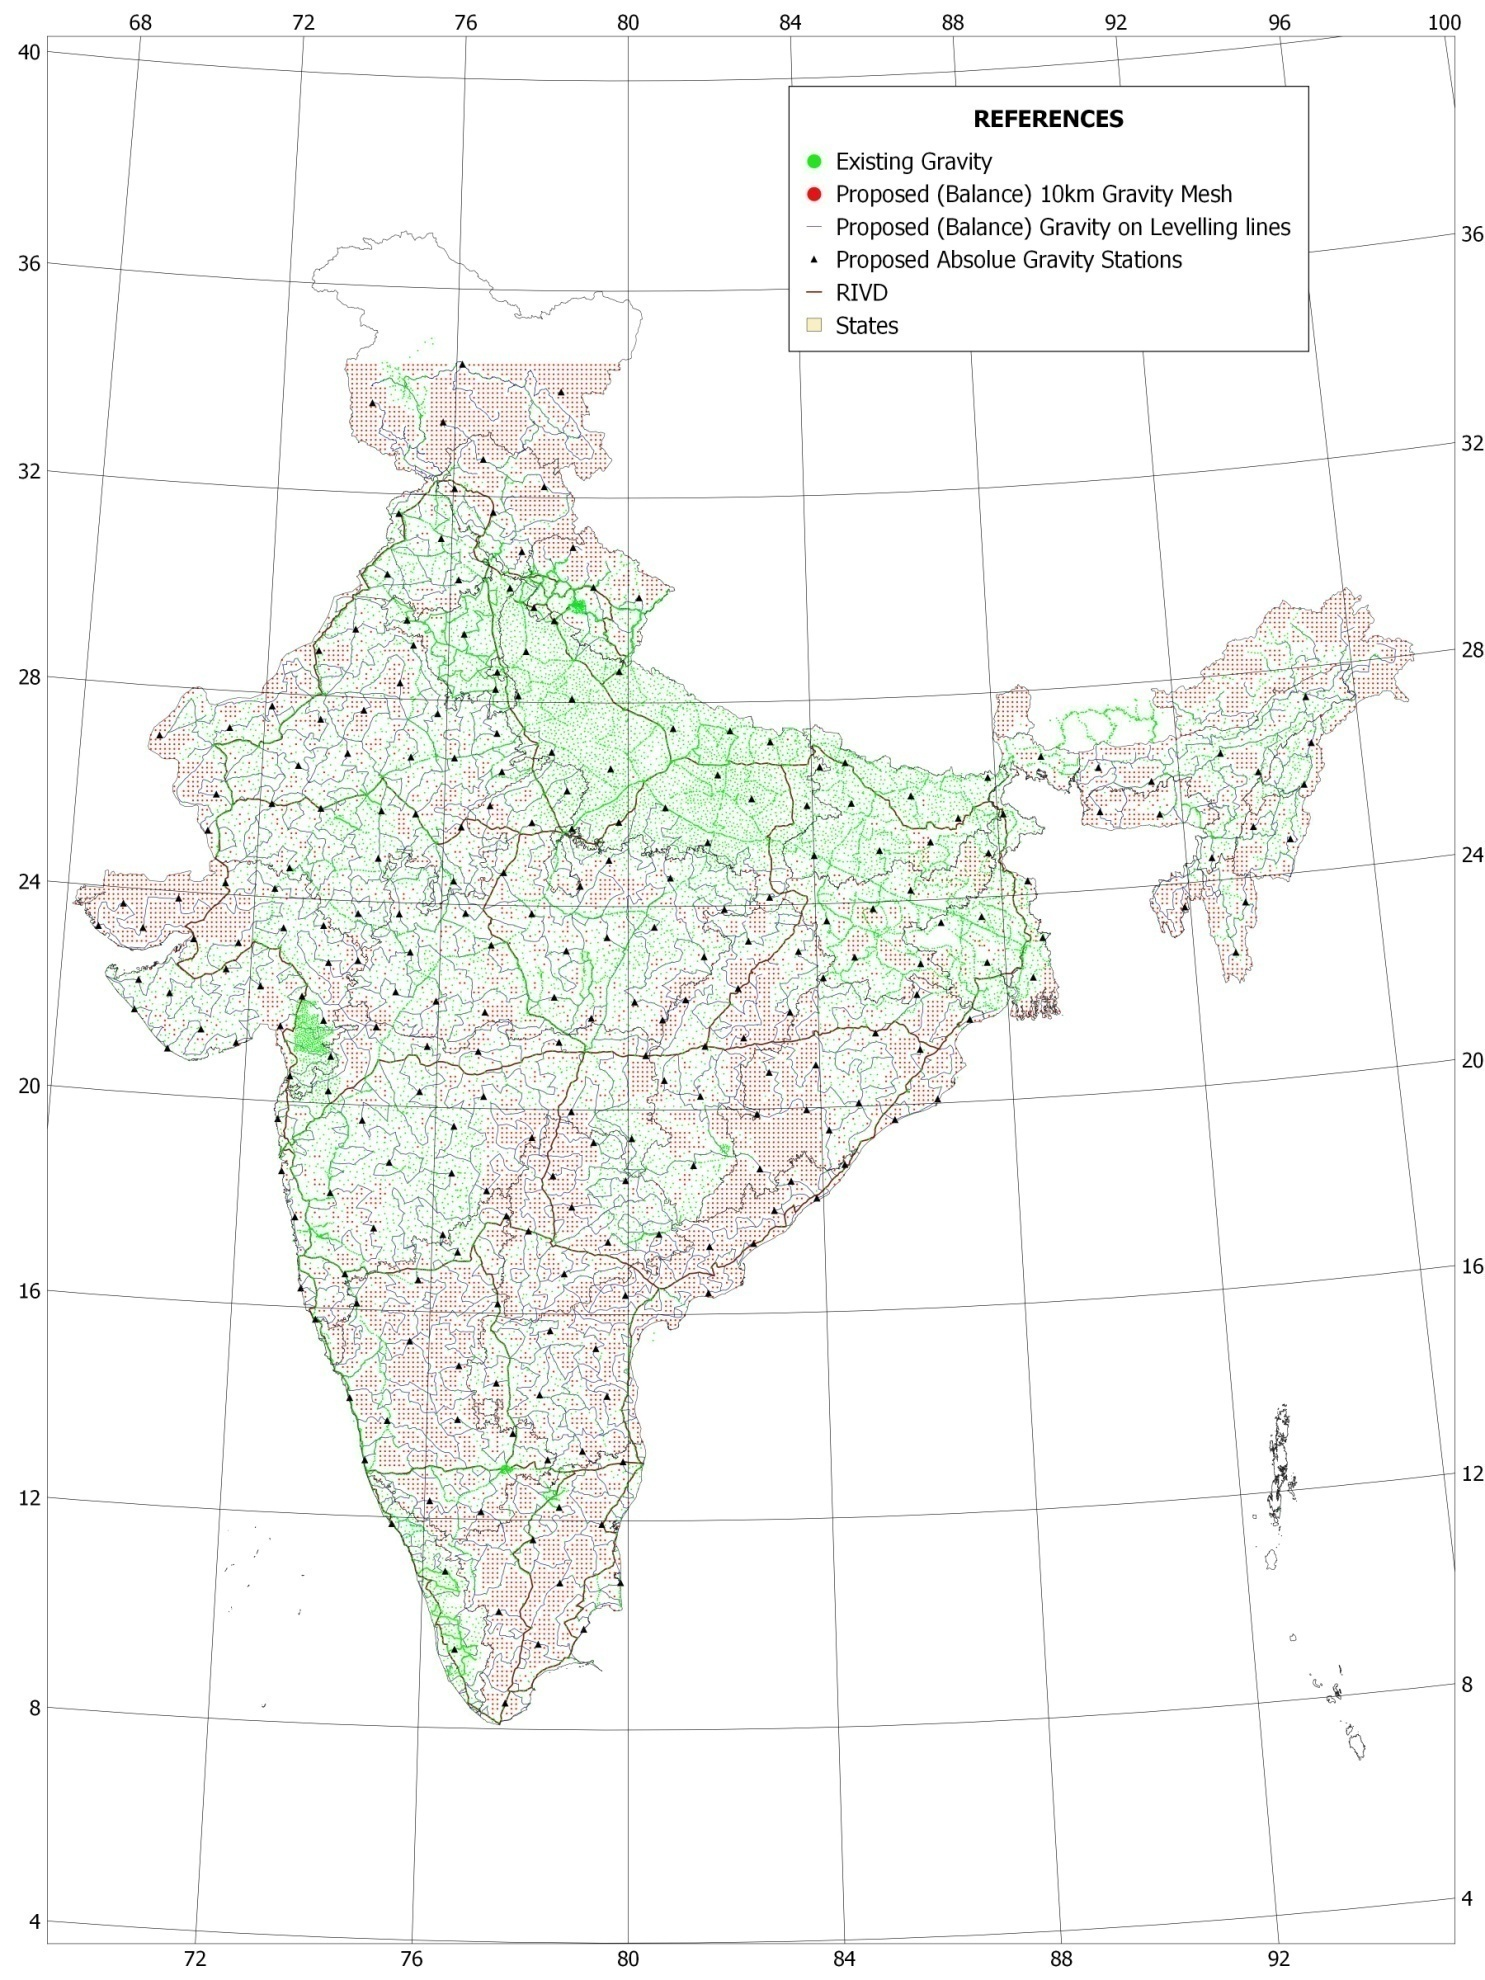 68 72 76 80 84 88 92 96 100
40
REFERENCES
Existing Gravity
Proposed (Balance) 10km Gravity Mesh
Proposed (Balance) Gravity on Levelling lines
Proposed Absolue Gravity Stations
RIVD
States
36
36
32
32
28
28
24
24
20
20
16
16
12
12
8
8
4
4
72 76 80 84 88 92